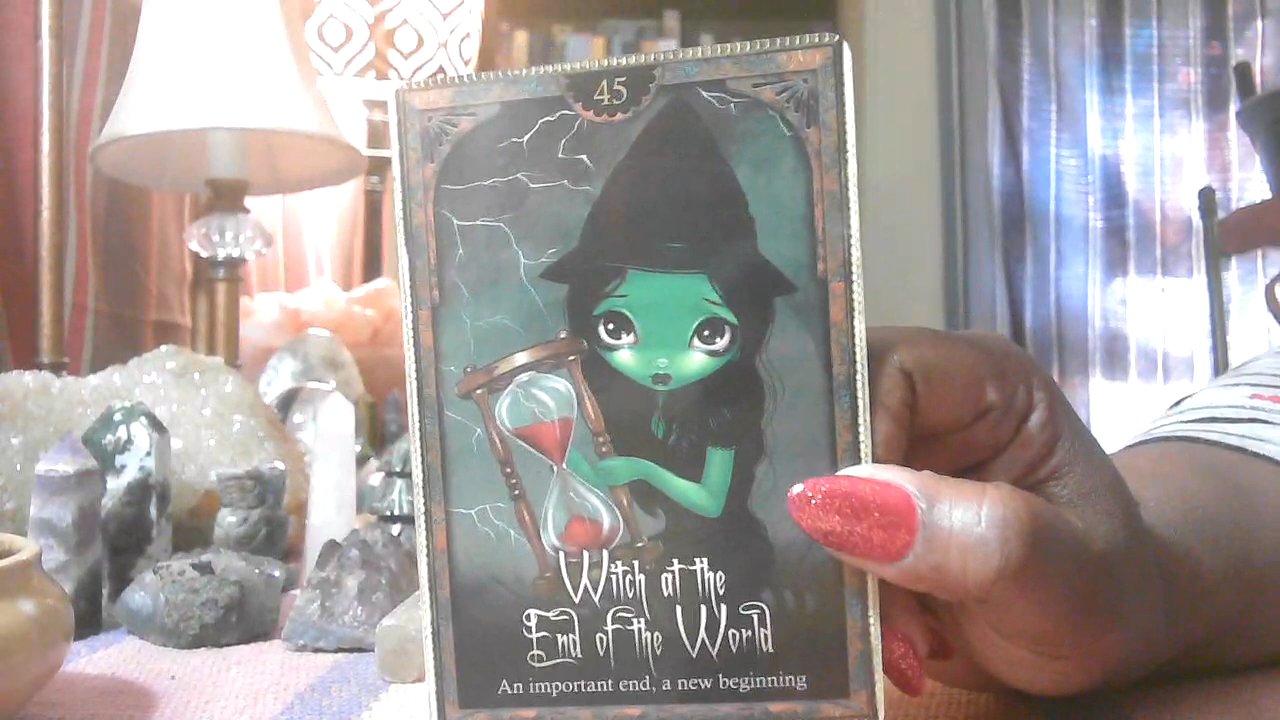 45
Witch at the
End of the World
An important end, a new beginning